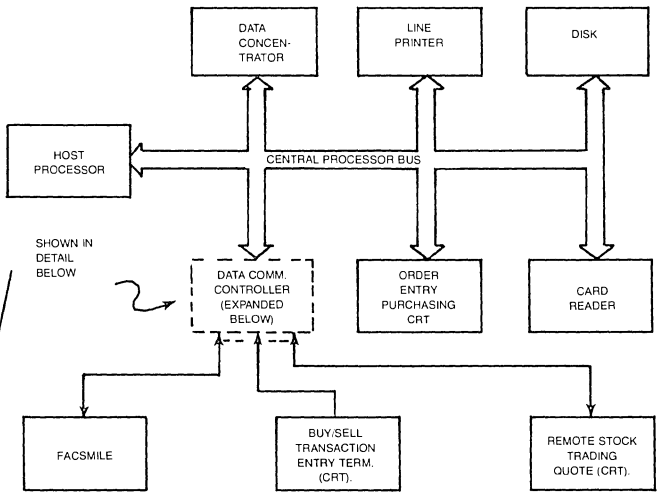 DATA
CONCEN-
TRATOR
LINE
PRINTER
DISK
HOST
PROCESSOR
CENTRAL PROCESSOR BUS
SHOWN IN
DETAIL
BELOW
DATA COMM.
CONTROLLER
(EXPANDED
BELOW)
ORDER
ENTRY
PURCHASING
CRT
CARD
READER
FACSMILE
BUY/SELL
TRANSACTION
ENTRY TERM.
(CRT).
REMOTE STOCK
TRADING
QUOTE (CRT).